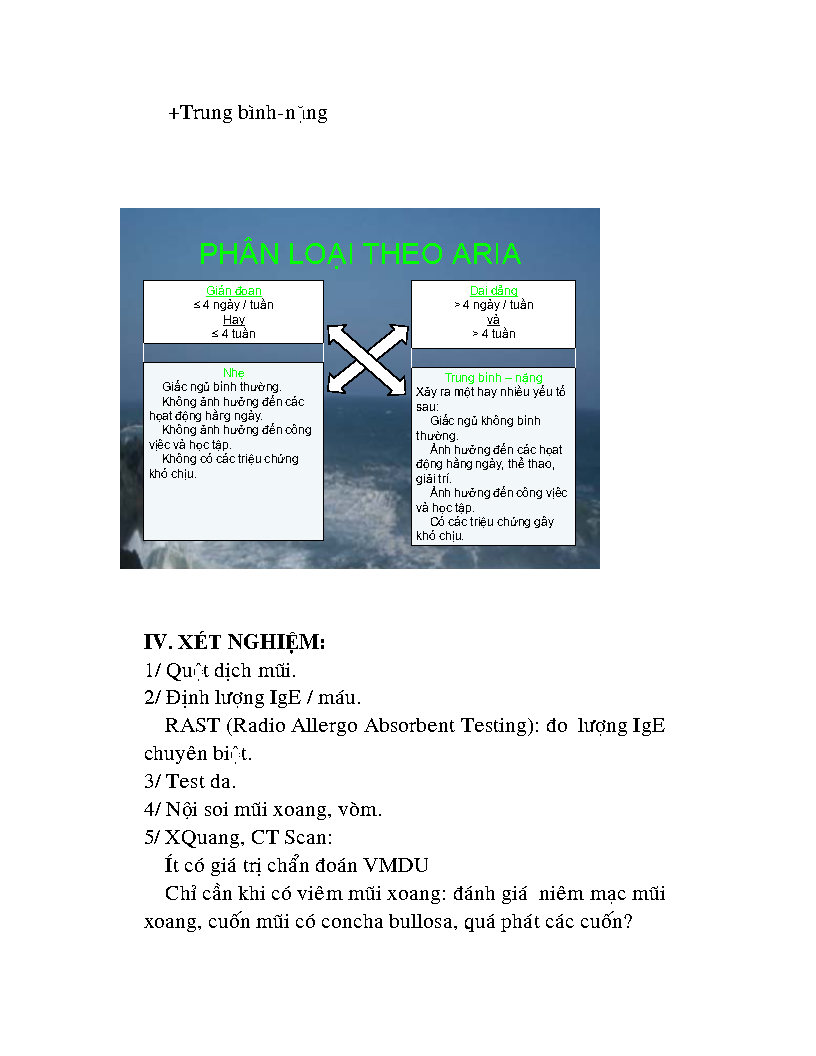 +Trung bình-nặng
PHÂN LOẠI THEO ARIA
Gián đoạn
≤ 4 ngày / tuần
Hay
≤ 4 tuần
Dai dẳng
> 4 ngày / tuần
và
> 4 tuần
Nhẹ
Giấc ngủ bình thường.
Không ảnh hưởng đến các
hoạt động hằng ngày.
Không ảnh hưởng đến công
việc và học tập.
Không có các triệu chứng
khó chịu.
Trung bình – nặng
Xảy ra một hay nhiều yếu tố
sau:
Giấc ngủ không bình
thường.
Ảnh hưởng đến các hoạt
động hằng ngày, thể thao,
giải trí.
Ảnh hưởng đến công việc
và học tập.
Có các triệu chứng gây
khó chịu.
IV. XÉT NGHIỆM:
1/ Quệt dịch mũi.
2/ Định lượng IgE / máu.
RAST (Radio Allergo Absorbent Testing): đo lượng IgE
chuyên biệt.
3/ Test da.
4/ Nội soi mũi xoang, vòm.
5/ XQuang, CT Scan:
Ít có giá trị chẩn đoán VMDU
Chỉ cần khi có viêm mũi xoang: đánh giá niêm mạc mũi
xoang, cuốn mũi có concha bullosa, quá phát các cuốn?